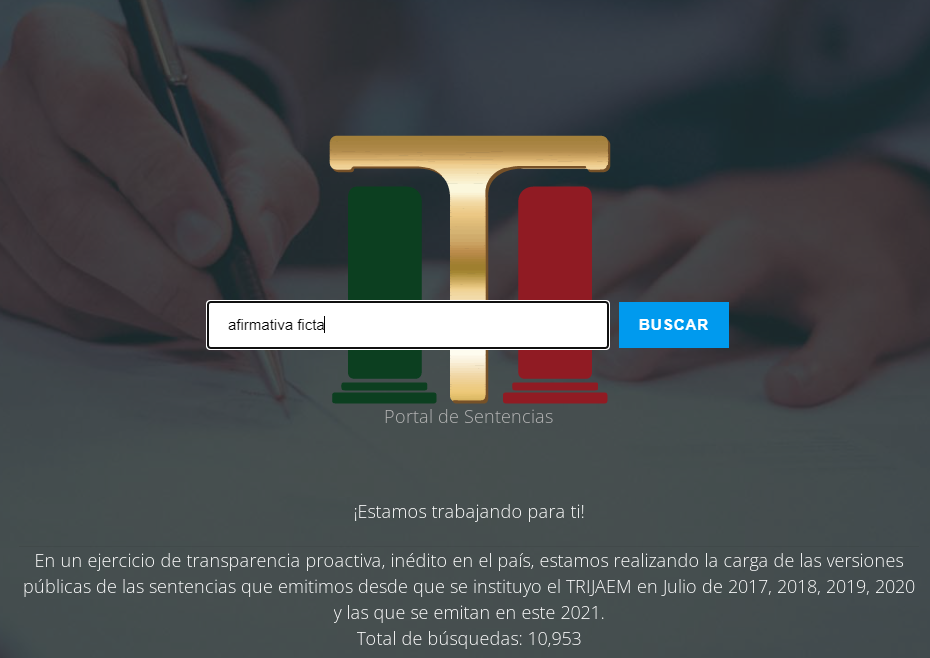 afirmativa ficta
BUSCAR
Portal de Sentencias
¡Estamos trabajando para ti!
En un ejercicio de transparencia proactiva, inédito en el país, estamos realizando la carga de las versiones
públicas de las sentencias que emitimos desde que se instituyo el TRIJAEM en Julio de 2017, 2018, 2019, 2020
y las que se emitan en este 2021.
Total de búsquedas: 10,953